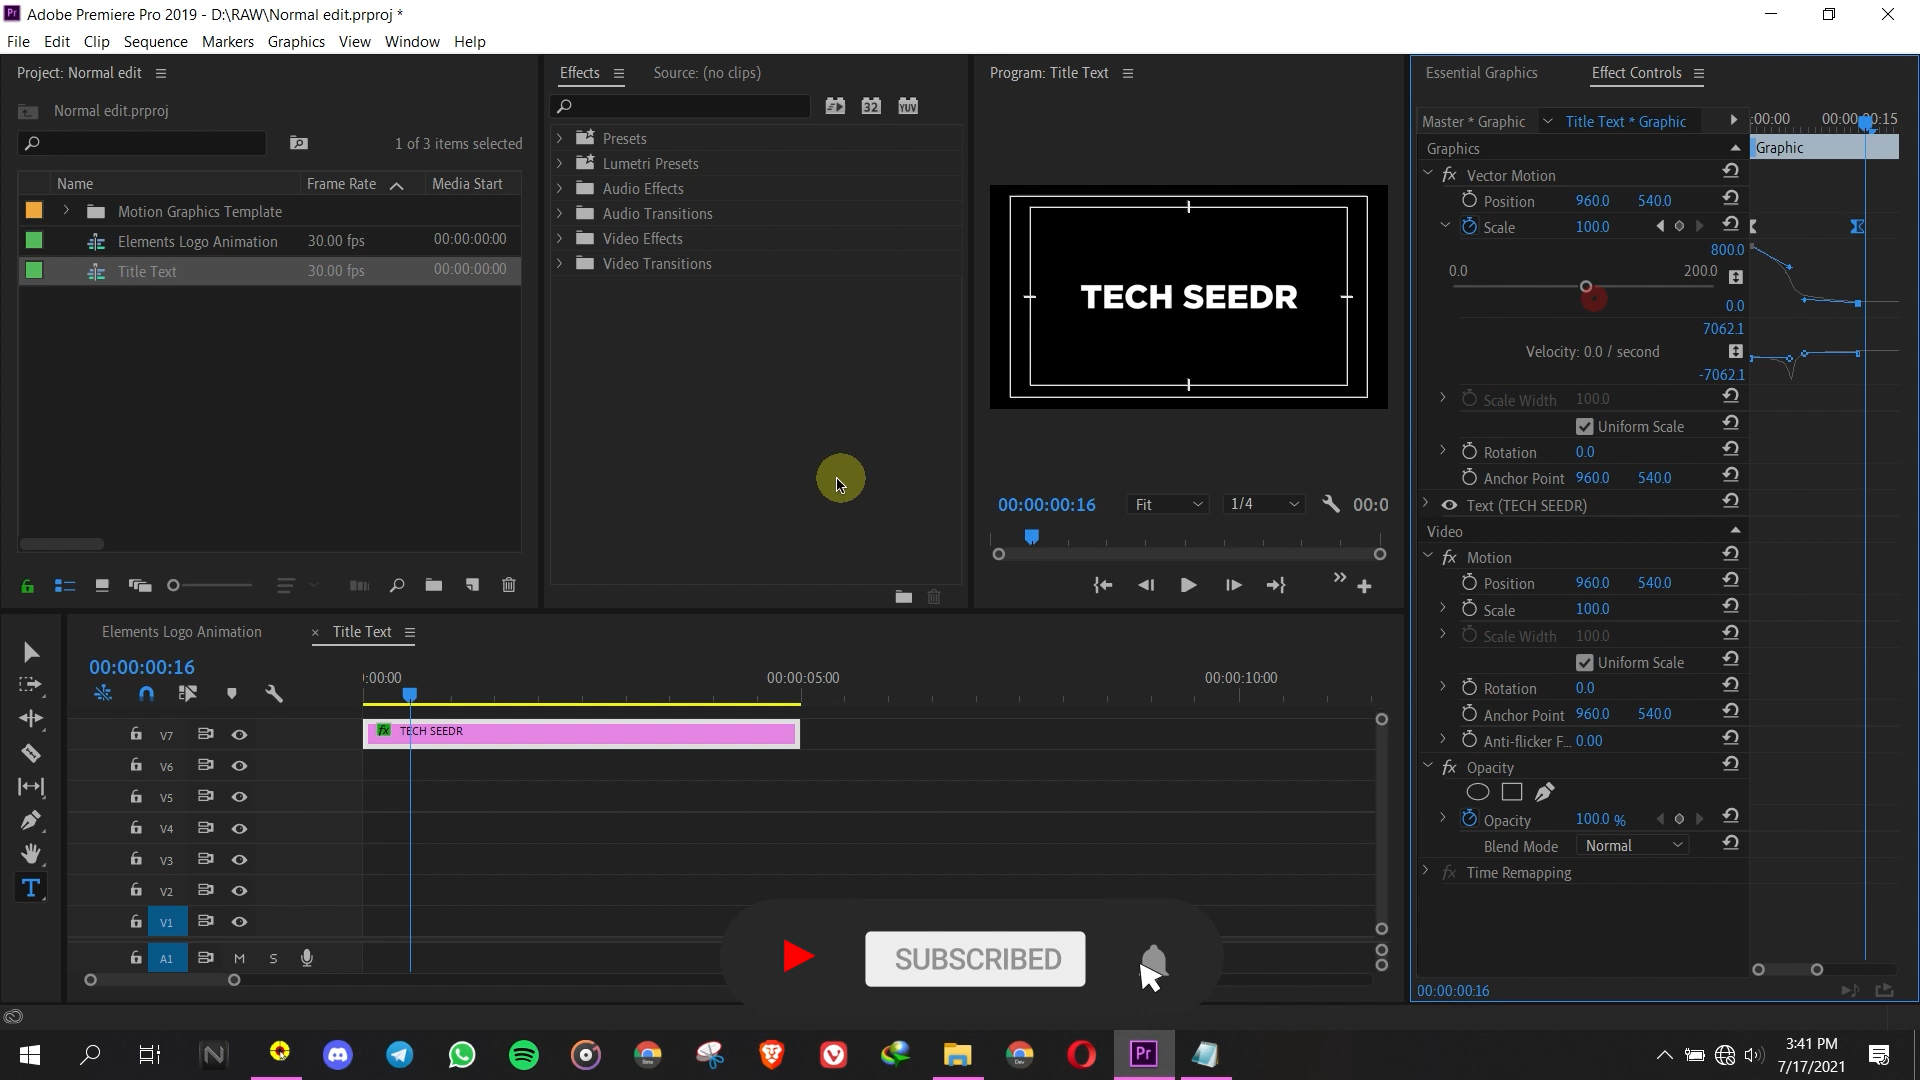 Adobe Premiere Pro 2019 - D:\RAW\Normal edit.prproj *
File Edit Clip Sequence Markers Graphics View Window Help
Project: Normal edit
Normal edit.prproj
1 of 3 items selected
Name Frame Rate Media Start
Motion Graphics Template
Elements Logo Animation 30.00 fps 00:00:00:00
Title Text 30.00 fps 00:00:00:00
Effects Source: (no clips)
32 YUV
Presets
Lumetri Presets
Audio Effects
Audio Transitions
Video Effects
Video Transitions
Program: Title Text
TECH SEEDR
00:00:00:16 Fit 1/4 00:0
Essential Graphics Effect Controls
Master * Graphic Title Text * Graphic :00:00 00:00:00:15
Graphics Graphic
fx Vector Motion
Position 960.0 540.0
Scale 100.0
800.0
0.0 200.0
0.0
7062.1
Velocity: 0.0 / second
-7062.1
Scale Width 100.0
Uniform Scale
Rotation 0.0
Anchor Point 960.0 540.0
Text (TECH SEEDR)
Video
fx Motion
Position 960.0 540.0
Scale 100.0
Scale Width 100.0
Uniform Scale
Rotation 0.0
Anchor Point 960.0 540.0
Anti-flicker F... 0.00
fx Opacity
Opacity 100.0 %
Blend Mode Normal
fx Time Remapping
00:00:00:16
Elements Logo Animation × Title Text
00:00:00:16
:00:00 00:00:05:00 00:00:10:00
V7 fx TECH SEEDR
V6
V5
V4
V3
V2
V1
A1 M S
SUBSCRIBED
Pr
3:41 PM
7/17/2021